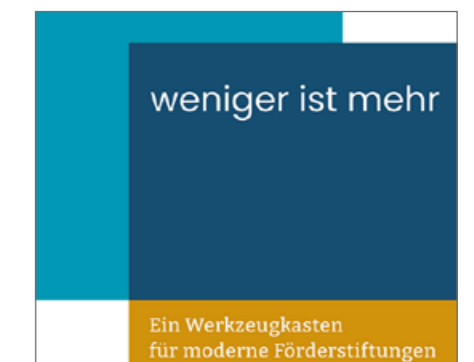 weniger ist mehr
Ein Werkzeugkasten
für moderne Förderstiftungen